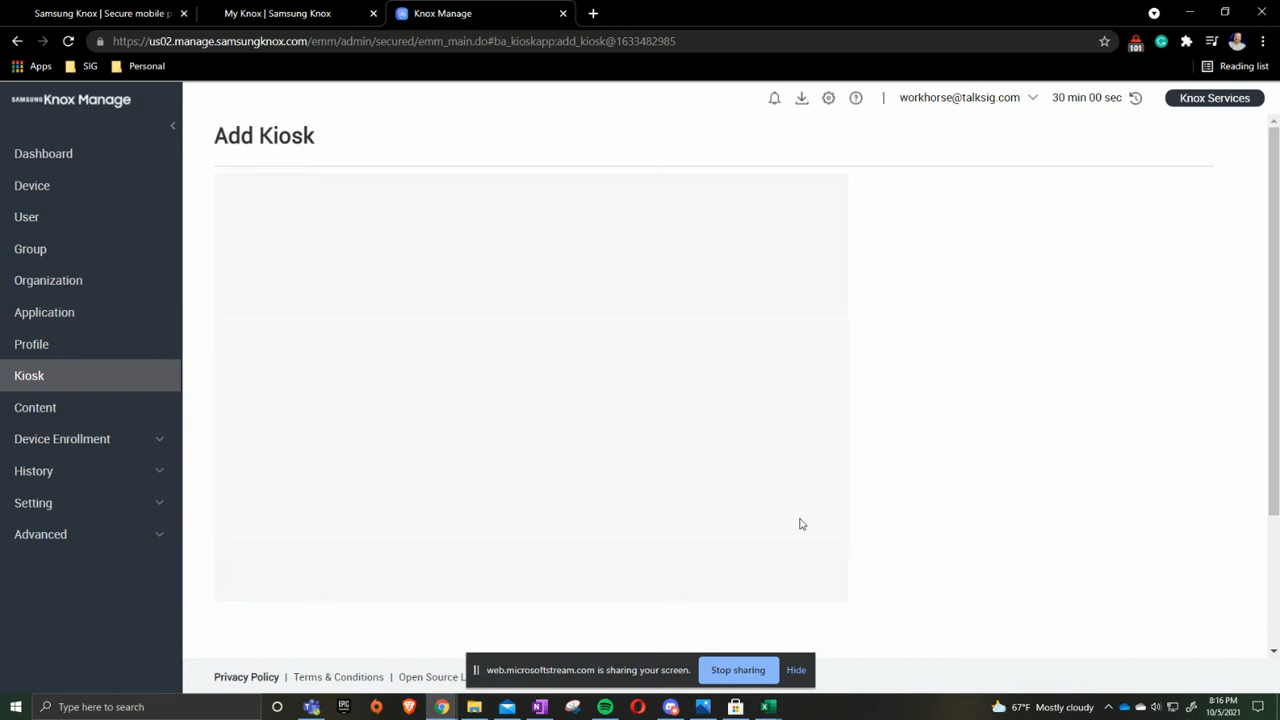 Samsung Knox | Secure mobile p
My Knox | Samsung Knox
Knox Manage
https://us02.manage.samsungknox.com/emm/admin/secured/emm_main.do#ba_kioskapp:add_kiosk@1633482985
101
Apps
SIG
Personal
Reading list
SAMSUNG Knox Manage
workhorse@talksig.com
30 min 00 sec
Knox Services
Add Kiosk
Dashboard
Device
User
Group
Organization
Application
Profile
Kiosk
Content
Device Enrollment
History
Setting
Advanced
web.microsoftstream.com is sharing your screen.
Stop sharing
Hide
Privacy Policy | Terms & Conditions | Open Source L
Type here to search
EPIC
67°F Mostly cloudy
8:16 PM
10/5/2021